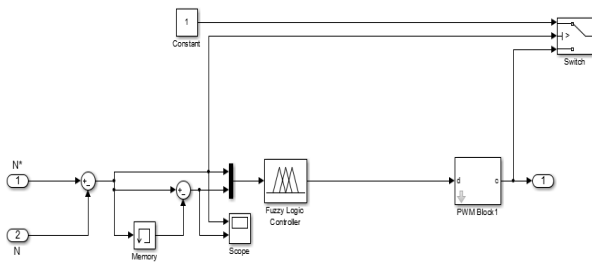 1
Constant
>
Switch
N*
1
2
N
+
-
+
-
Memory
Scope
Fuzzy Logic
Controller
d
c
PWM Block1
1